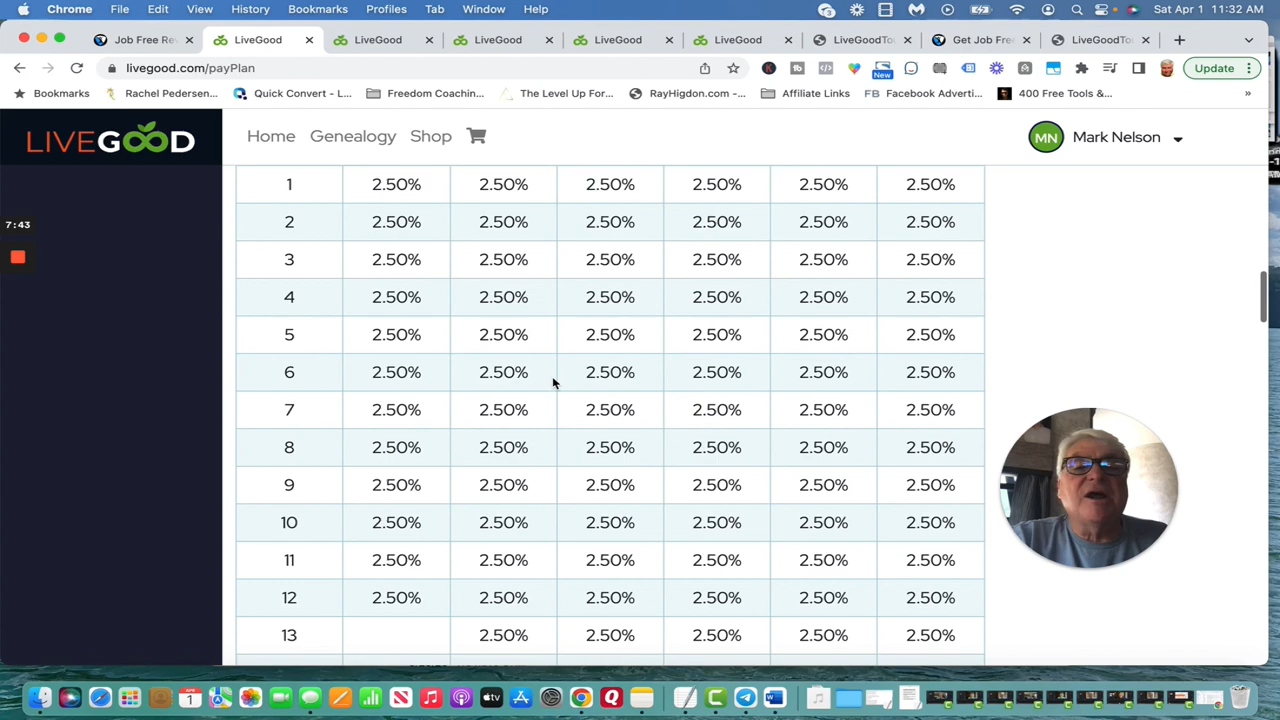 Chrome File Edit View History Bookmarks Profiles Tab Window Help Sat Apr 1 11:32 AM
Job Free Re LiveGood LiveGood LiveGood LiveGood LiveGood LiveGoodTo Get Job Free LiveGoodTo
livegood.com/payPlan New Update
Bookmarks Rachel Pedersen... Quick Convert - L... Freedom Coachin... The Level Up For... RayHigdon.com -... Affiliate Links FB Facebook Adverti... 400 Free Tools &... »
LIVEGOOD Home Genealogy Shop MN Mark Nelson
1 2.50% 2.50% 2.50% 2.50% 2.50% 2.50%
7:43
2 2.50% 2.50% 2.50% 2.50% 2.50% 2.50%
3 2.50% 2.50% 2.50% 2.50% 2.50% 2.50%
4 2.50% 2.50% 2.50% 2.50% 2.50% 2.50%
5 2.50% 2.50% 2.50% 2.50% 2.50% 2.50%
6 2.50% 2.50% 2.50% 2.50% 2.50% 2.50%
7 2.50% 2.50% 2.50% 2.50% 2.50% 2.50%
8 2.50% 2.50% 2.50% 2.50% 2.50% 2.50%
9 2.50% 2.50% 2.50% 2.50% 2.50% 2.50%
10 2.50% 2.50% 2.50% 2.50% 2.50% 2.50%
11 2.50% 2.50% 2.50% 2.50% 2.50% 2.50%
12 2.50% 2.50% 2.50% 2.50% 2.50% 2.50%
13 2.50% 2.50% 2.50% 2.50% 2.50%